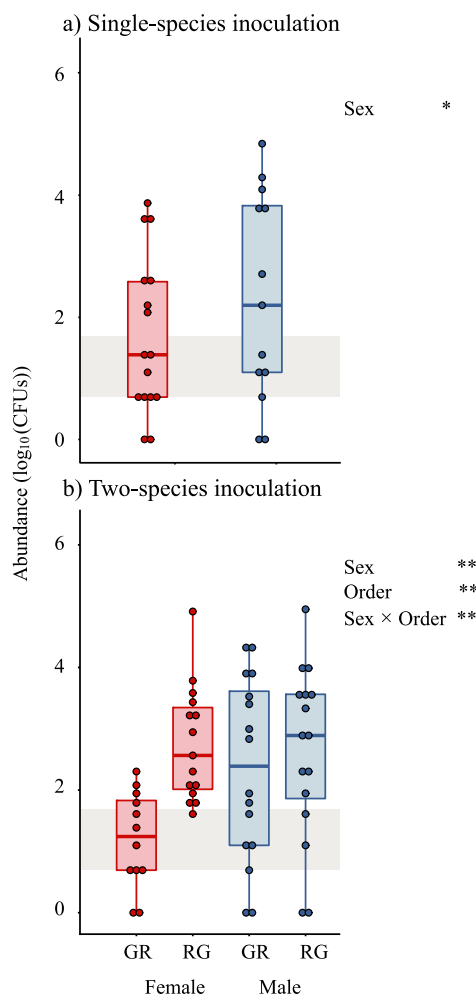 a) Single-species inoculation
6
Sex *
4
2
0
Abundance (log10(CFUs))
b) Two-species inoculation
6
Sex **
Order **
Sex × Order **
4
2
0
GR RG GR RG
Female Male